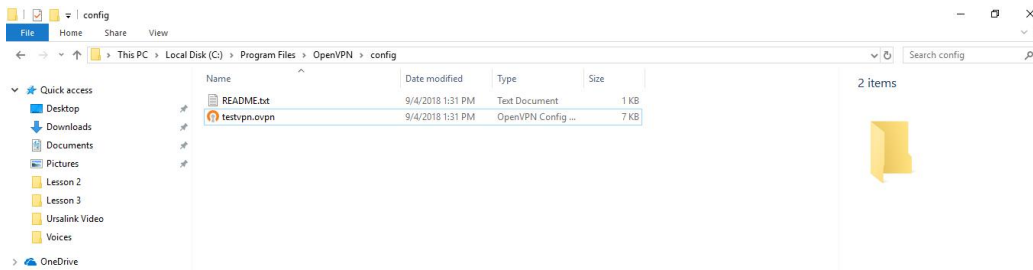 config
File Home Share View
This PC > Local Disk (C:) > Program Files > OpenVPN > config
Search config
Name Date modified Type Size
2 items
Quick access
README.txt 9/4/2018 1:31 PM Text Document 1 KB
Desktop
testvpn.ovpn 9/4/2018 1:31 PM OpenVPN Config ... 7 KB
Downloads
Documents
Pictures
Lesson 2
Lesson 3
Ursalink Video
Voices
OneDrive